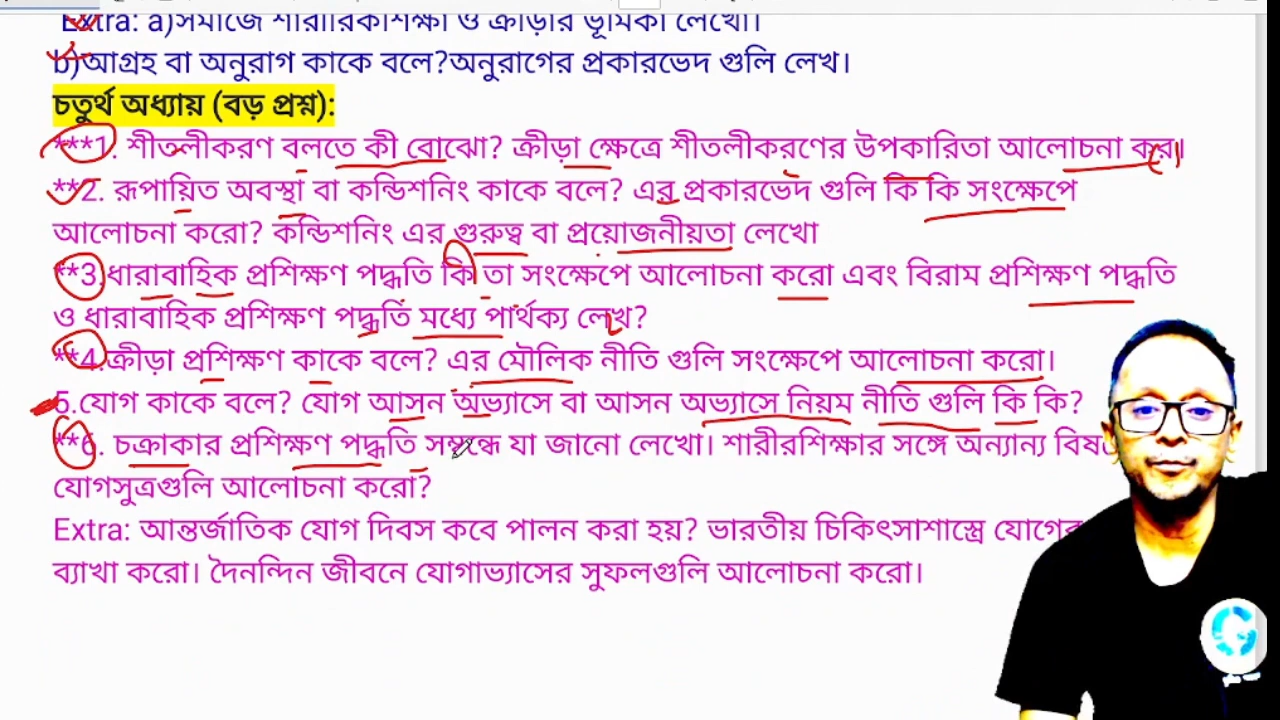 Extra: a)সমাজে শারীরিকশিক্ষা ও ক্রীড়ার ভূমিকা লেখো।
b)আগ্রহ বা অনুরাগ কাকে বলে?অনুরাগের প্রকারভেদ গুলি লেখ।
চতুর্থ অধ্যায় (বড় প্রশ্ন):
***1. শীতলীকরণ বলতে কী বোঝো? ক্রীড়া ক্ষেত্রে শীতলীকরণের উপকারিতা আলোচনা কর।
**2. রূপায়িত অবস্থা বা কন্ডিশনিং কাকে বলে? এর প্রকারভেদ গুলি কি কি সংক্ষেপে
আলোচনা করো? কন্ডিশনিং এর গুরুত্ব বা প্রয়োজনীয়তা লেখো
**3.ধারাবাহিক প্রশিক্ষণ পদ্ধতি কি তা সংক্ষেপে আলোচনা করো এবং বিরাম প্রশিক্ষণ পদ্ধতি
ও ধারাবাহিক প্রশিক্ষণ পদ্ধতি মধ্যে পার্থক্য লেখ?
**4.ক্রীড়া প্রশিক্ষণ কাকে বলে? এর মৌলিক নীতি গুলি সংক্ষেপে আলোচনা করো।
5.যোগ কাকে বলে? যোগ আসন অভ্যাসে বা আসন অভ্যাসে নিয়ম নীতি গুলি কি কি?
**6. চক্রাকার প্রশিক্ষণ পদ্ধতি সম্বন্ধে যা জানো লেখো। শারীরশিক্ষার সঙ্গে অন্যান্য
যোগসুত্রগুলি আলোচনা করো?
Extra: আন্তর্জাতিক যোগ দিবস কবে পালন করা হয়? ভারতীয় চিকিৎসাশাস্ত্রে যোগের
ব্যাখা করো। দৈনন্দিন জীবনে যোগাভ্যাসের সুফলগুলি আলোচনা করো।